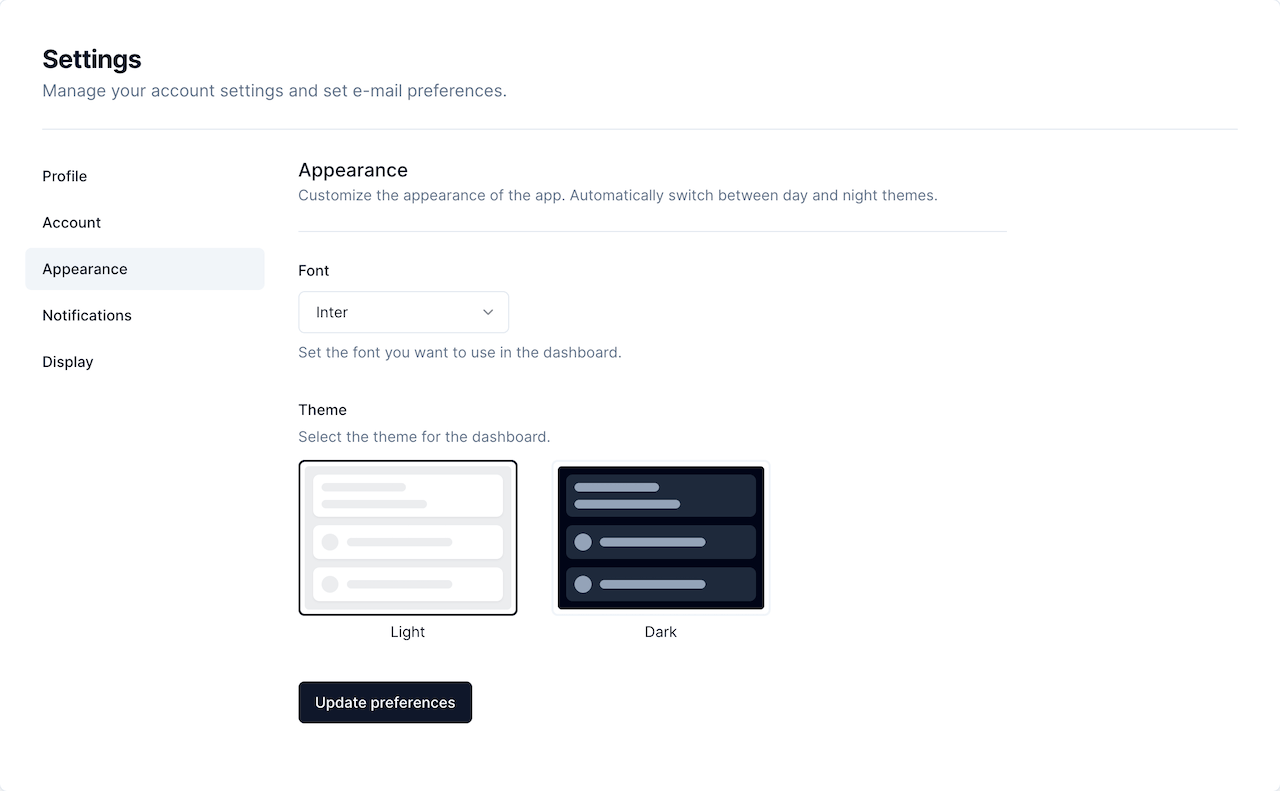 Settings
Manage your account settings and set e-mail preferences.
Profile
Account
Appearance
Notifications
Display
Appearance
Customize the appearance of the app. Automatically switch between day and night themes.
Font
Inter
Set the font you want to use in the dashboard.
Theme
Select the theme for the dashboard.
Light
Dark
Update preferences